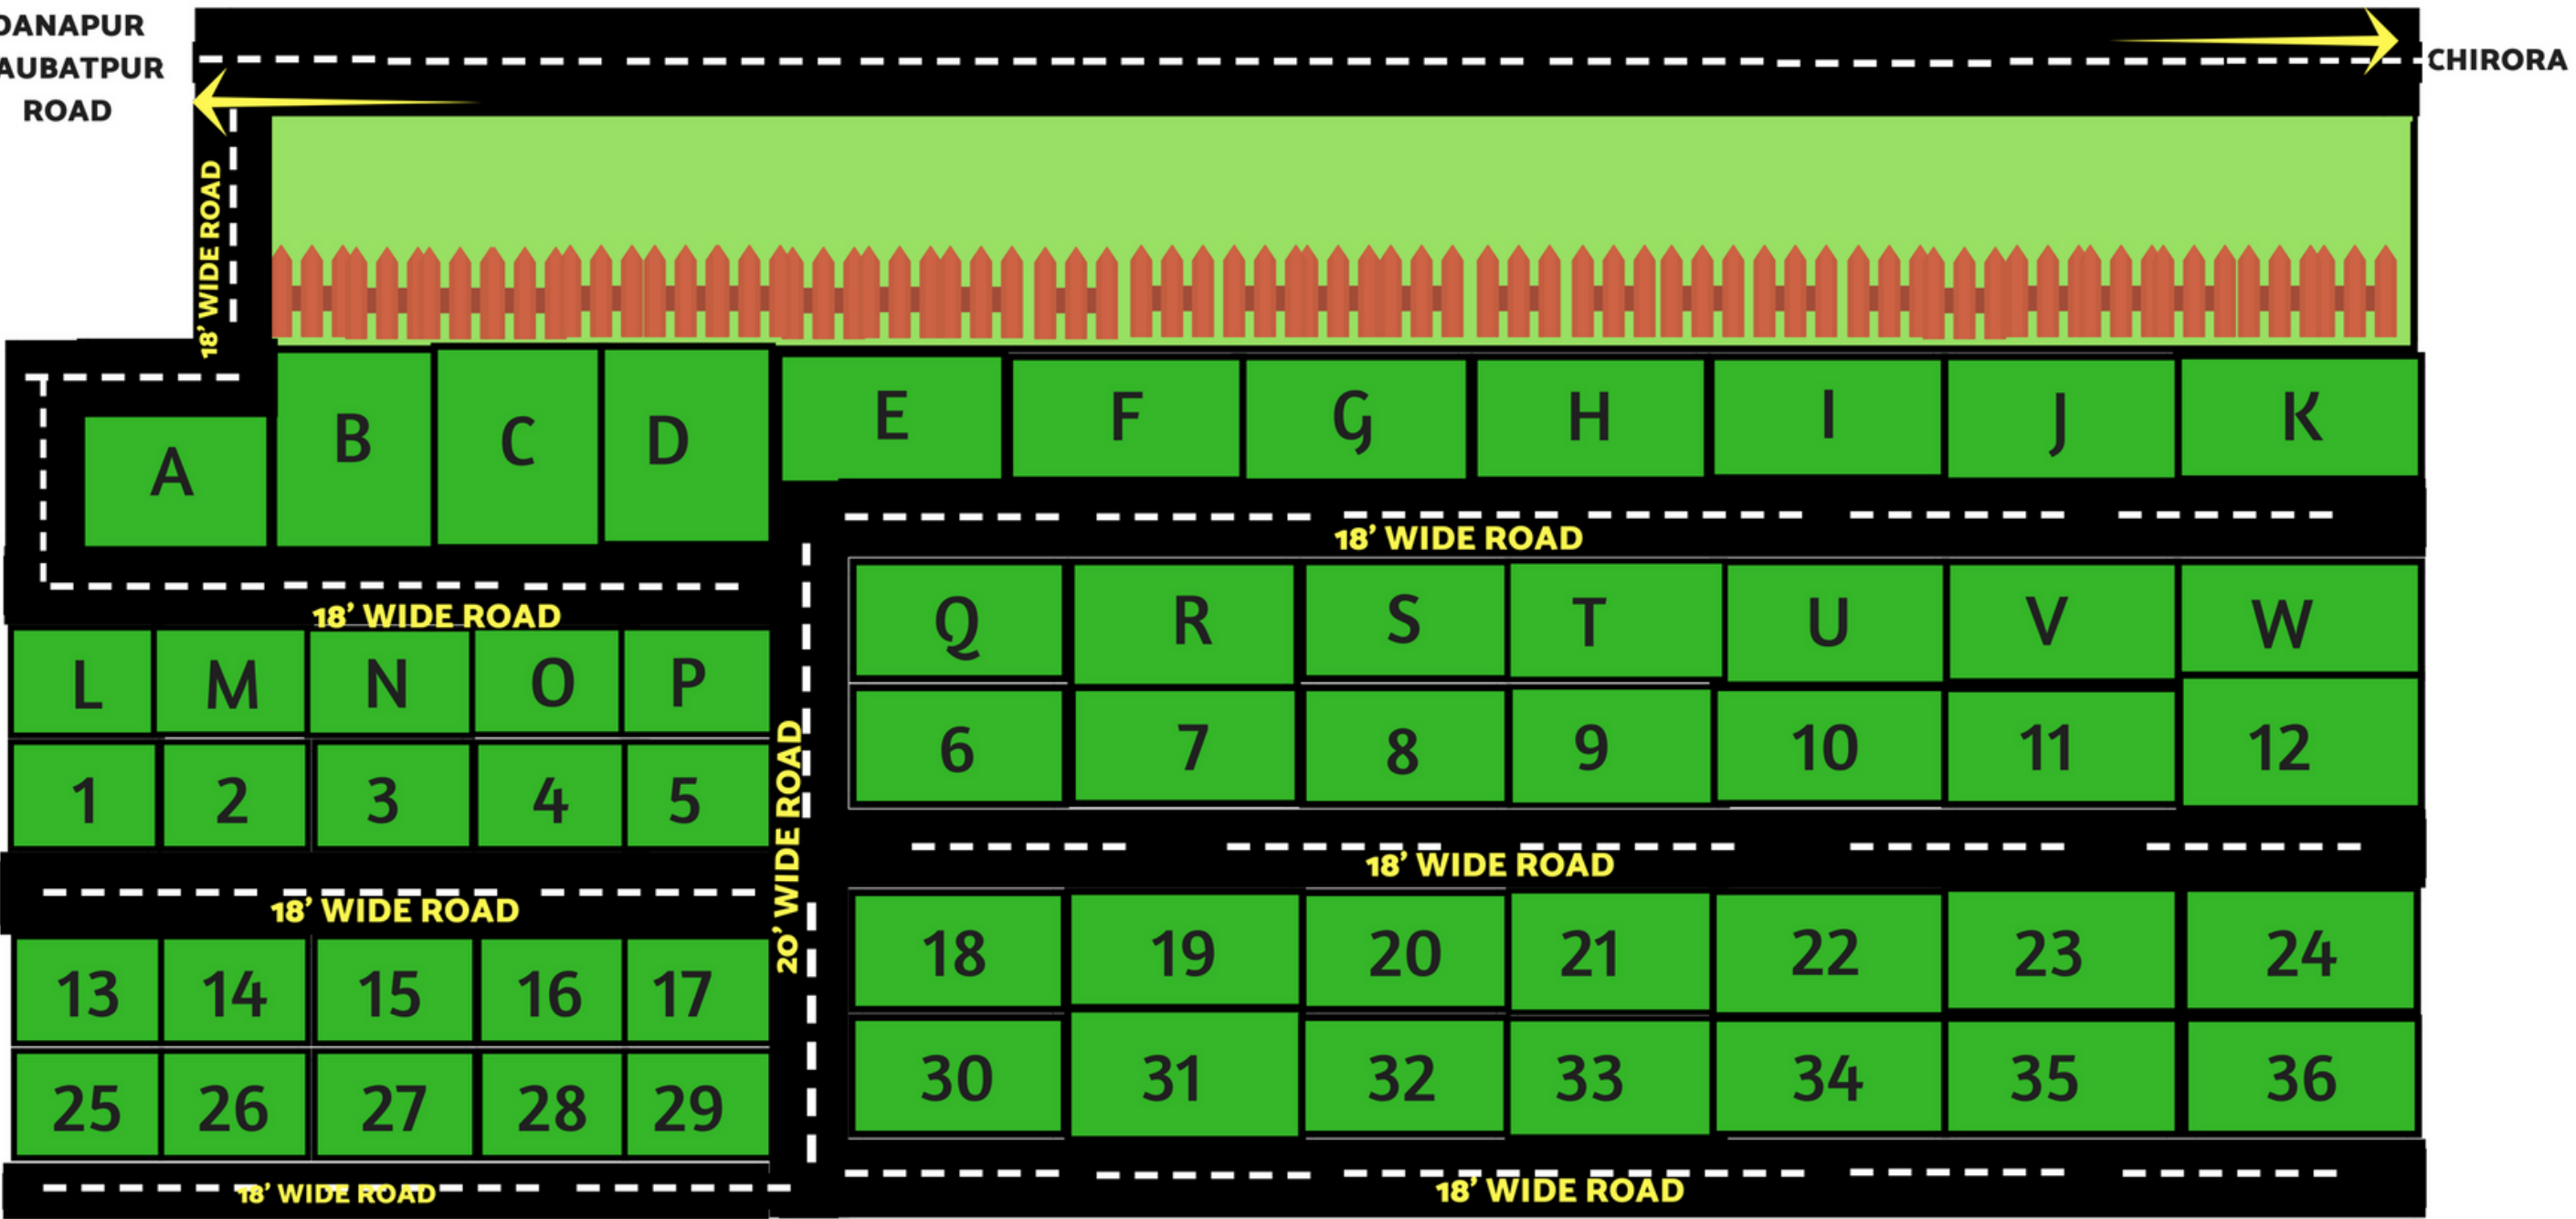 DANAPUR
AUBATPUR
ROAD
CHIRORA
18' WIDE ROAD
A
B
C
D
E
F
G
H
I
J
K
18' WIDE ROAD
18' WIDE ROAD
Q
R
S
T
U
V
W
L
M
N
O
P
6
7
8
9
10
11
12
1
2
3
4
5
20' WIDE ROAD
18' WIDE ROAD
18' WIDE ROAD
18
19
20
21
22
23
24
13
14
15
16
17
30
31
32
33
34
35
36
25
26
27
28
29
18' WIDE ROAD
18' WIDE ROAD